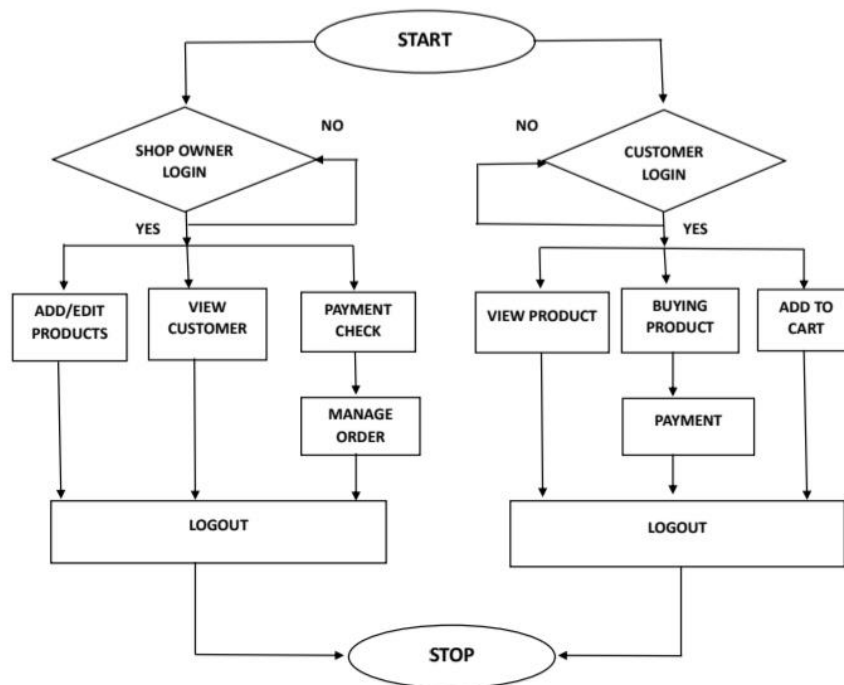 START
SHOP OWNER
LOGIN
NO
NO
CUSTOMER
LOGIN
YES
YES
ADD/EDIT
PRODUCTS
VIEW
CUSTOMER
PAYMENT
CHECK
VIEW PRODUCT
BUYING
PRODUCT
ADD TO
CART
MANAGE
ORDER
PAYMENT
LOGOUT
LOGOUT
STOP